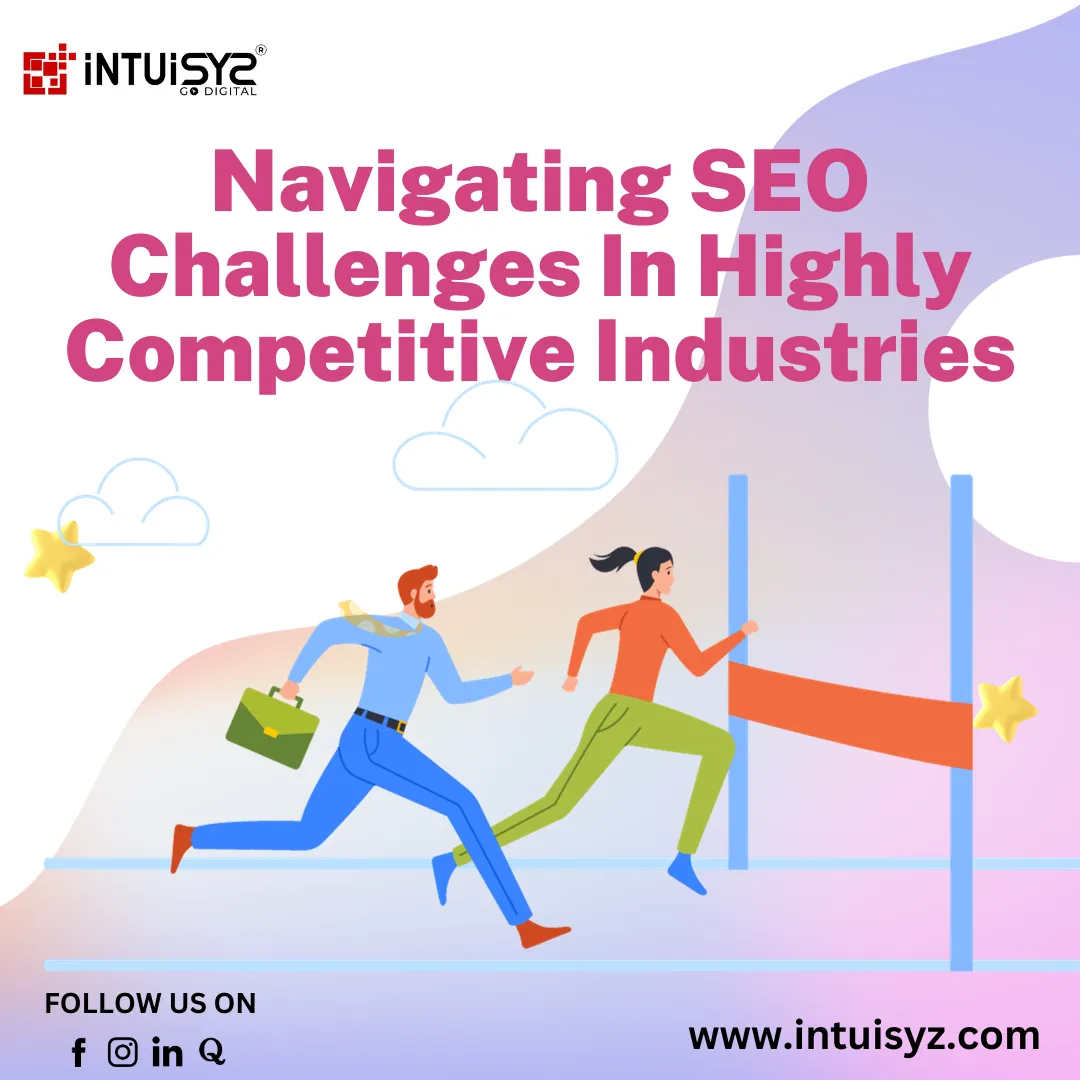 iNTUiSYZ®
GO DIGITAL
Navigating SEO
Challenges In Highly
Competitive Industries
FOLLOW US ON
www.intuisyz.com